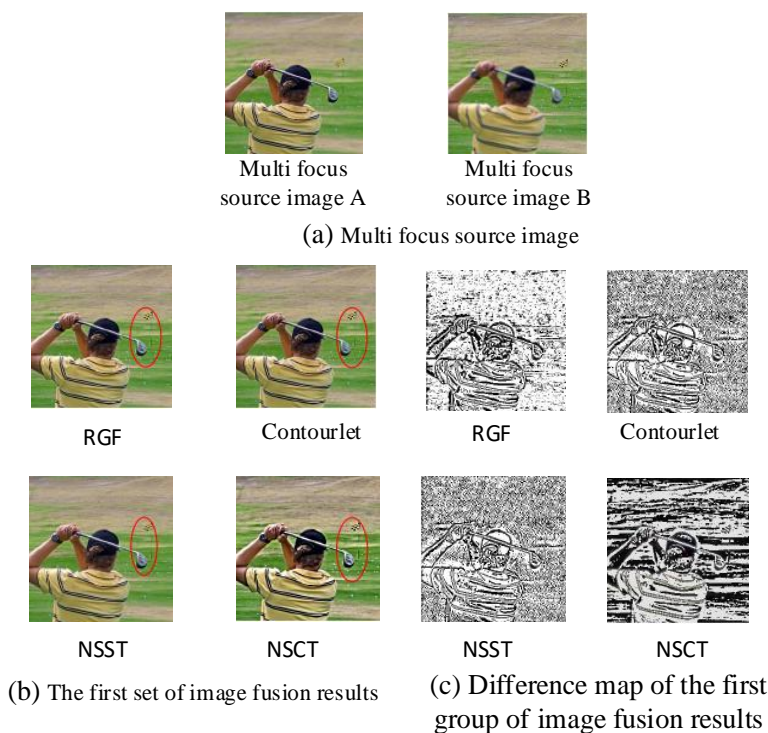 Multi focus
source image A
Multi focus
source image B
(a) Multi focus source image
RGF
Contourlet
RGF
Contourlet
NSST
NSCT
NSST
NSCT
(b) The first set of image fusion results
(c) Difference map of the first
group of image fusion results